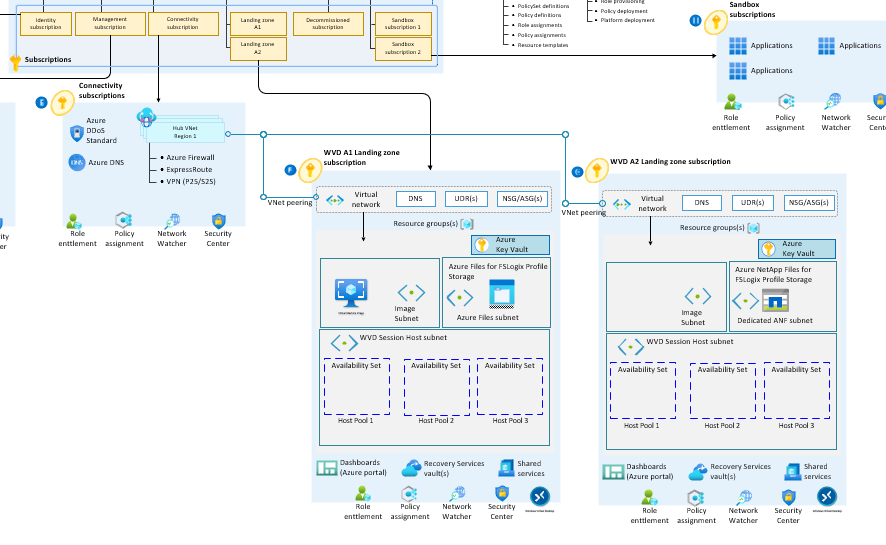 Identity
subscription
Management
subscription
Connectivity
subscription
Landing zone
A1
Landing zone
A2
Decommissioned
subscription
Sandbox
subscription 1
Sandbox
subscription 2
Subscriptions
• PolicySet definitions
• Policy definitions
• Role assignments
• Policy assignments
• Resource templates
• Role provisioning
• Policy deployment
• Platform deployment
Sandbox
subscriptions
Applications
Applications
Applications
Role
enttlement
Policy
assignment
Network
Watcher
E
Connectivity
subscriptions
Azure
DDoS
Standard
Azure DNS
DNS
Hub VNet
Region 1
• Azure Firewall
• ExpressRoute
• VPN (P2S/S2S)
Role
enttlement
Policy
assignment
Network
Watcher
Security
Center
F
WVD A1 Landing zone
subscription
VNet peering
Virtual
network
DNS
UDR(s)
NSG/ASG(s)
Resource groups(s)
Azure
Key Vault
Image
Subnet
Azure Files for FSLogix Profile
Storage
Azure Files subnet
WVD Session Host subnet
Availability Set
Availability Set
Availability Set
Host Pool 1
Host Pool 2
Host Pool 3
Dashboards
(Azure portal)
Recovery Services
vault(s)
Shared
services
Role
enttlement
Policy
assignment
Network
Watcher
Security
Center
WVD A2 Landing zone subscription
VNet peering
Virtual
network
DNS
UDR(s)
NSG/ASG(s)
Resource groups(s)
Azure
Key Vault
Image
Subnet
Azure NetApp Files for
FSLogix Profile Storage
Dedicated ANF subnet
WVD Session Host subnet
Availability Set
Availability Set
Availability Set
Host Pool 1
Host Pool 2
Host Pool 3
Dashboards
(Azure portal)
Recovery Services
vault(s)
Shared
services
Role
enttlement
Policy
assignment
Network
Watcher
Security
Center